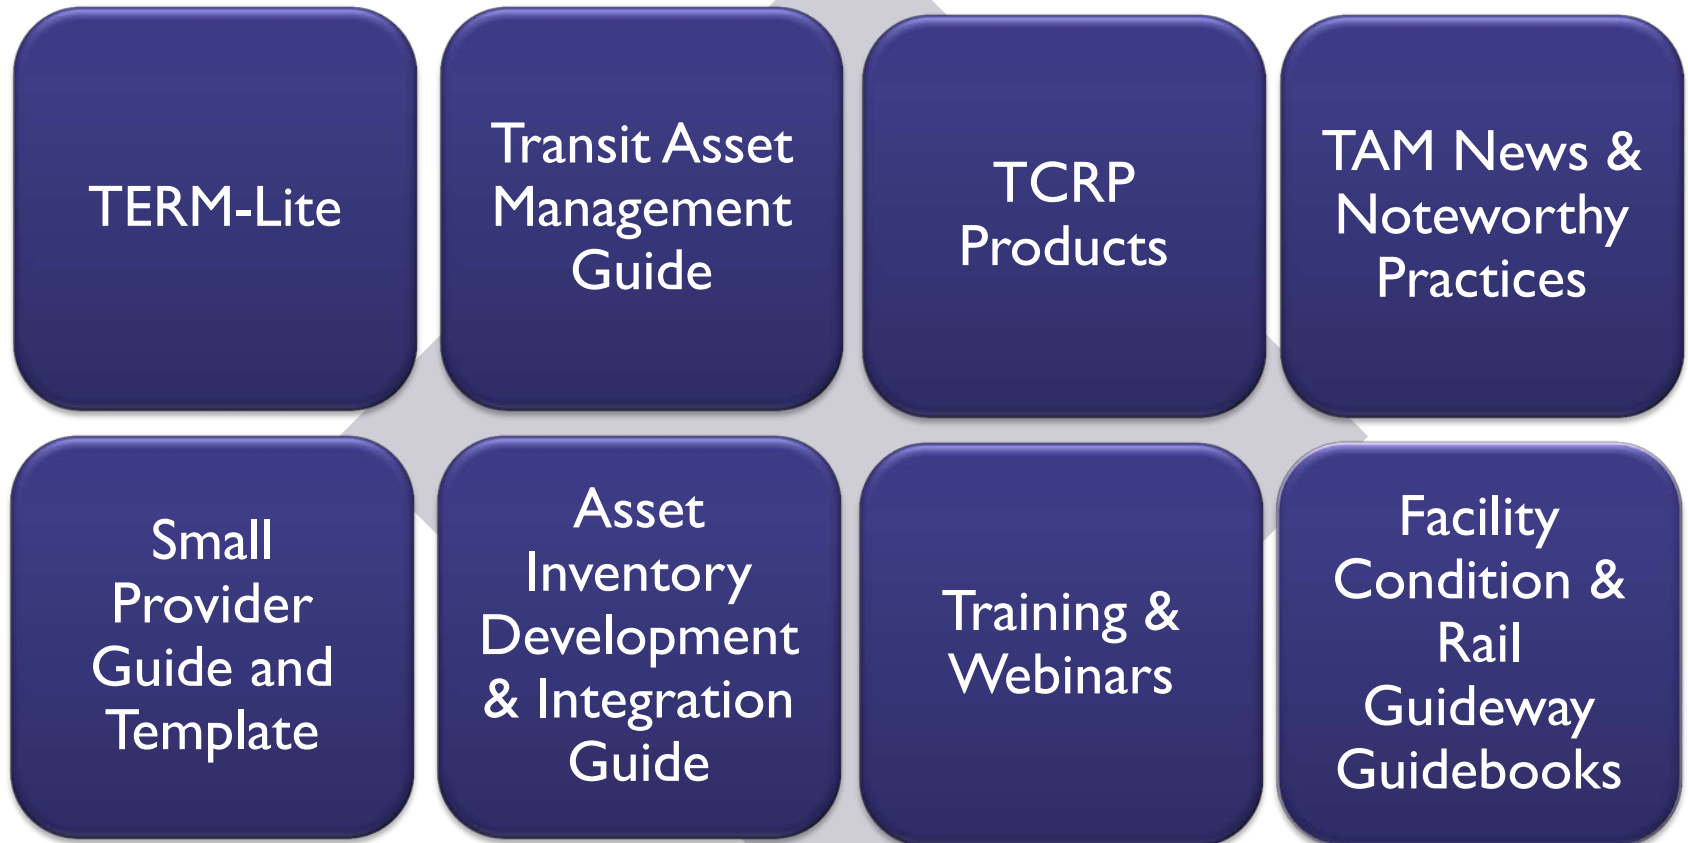 TERM-Lite
Transit Asset
Management
Guide
TCRP
Products
TAM News &
Noteworthy
Practices
Small
Provider
Guide and
Template
Asset
Inventory
Development
& Integration
Guide
Training &
Webinars
Facility
Condition &
Rail
Guideway
Guidebooks